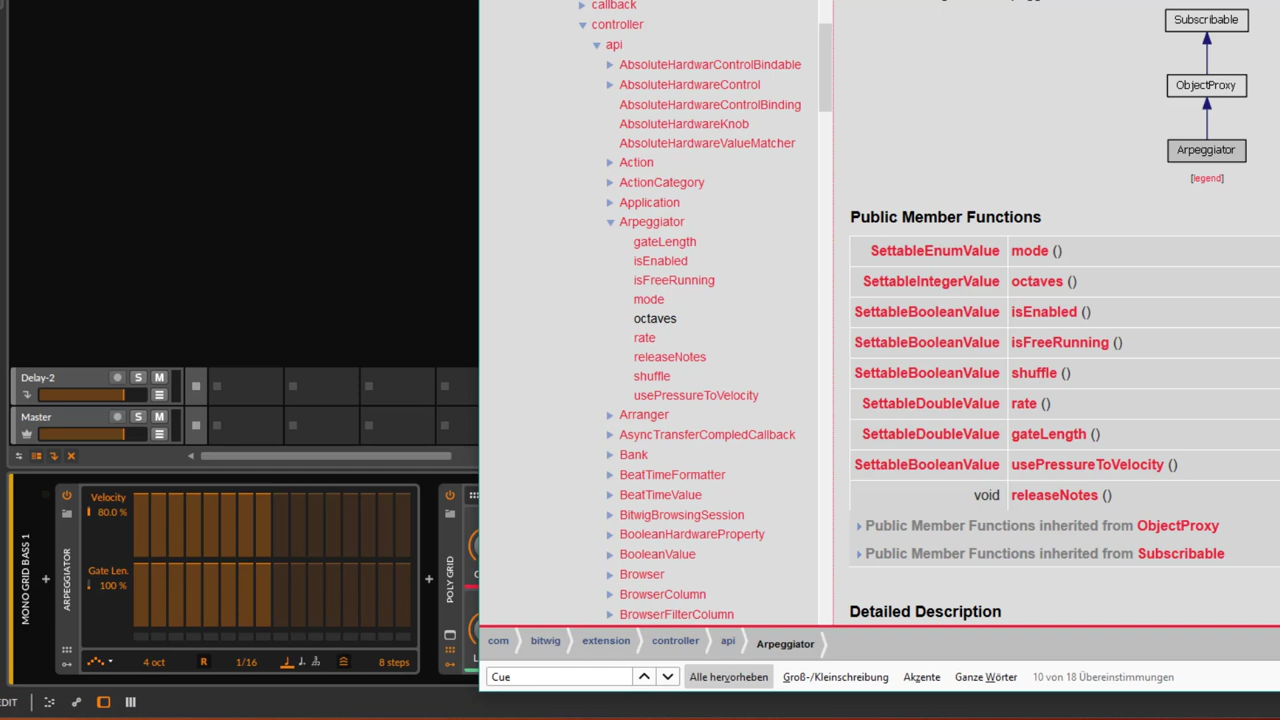 callback
controller
api
AbsoluteHardwarControlBindable
AbsoluteHardwareControl
AbsoluteHardwareControlBinding
AbsoluteHardwareKnob
AbsoluteHardwareValueMatcher
Action
ActionCategory
Application
Arpeggiator
gateLength
isEnabled
isFreeRunning
mode
octaves
rate
releaseNotes
shuffle
usePressureToVelocity
Arranger
AsyncTransferCompledCallback
Bank
BeatTimeFormatter
BeatTimeValue
BitwigBrowsingSession
BooleanHardwareProperty
BooleanValue
Browser
BrowserColumn
BrowserFilterColumn
Subscribable
ObjectProxy
Arpeggiator
[legend]
Public Member Functions
SettableEnumValue mode ()
SettableIntegerValue octaves ()
SettableBooleanValue isEnabled ()
SettableBooleanValue isFreeRunning ()
SettableBooleanValue shuffle ()
SettableDoubleValue rate ()
SettableDoubleValue gateLength ()
SettableBooleanValue usePressureToVelocity ()
void releaseNotes ()
Public Member Functions inherited from ObjectProxy
Public Member Functions inherited from Subscribable
Detailed Description
com bitwig extension controller api Arpeggiator
Cue Alle hervorheben Groß-/Kleinschreibung Akzente Ganze Wörter 10 von 18 Übereinstimmungen
Delay-2 S M
Master S M
MONO GRID BASS 1
ARPEGGIATOR
Velocity
80.0 %
Gate Len.
100 %
4 oct R 1/16 8 steps
POLY GRID
EDIT